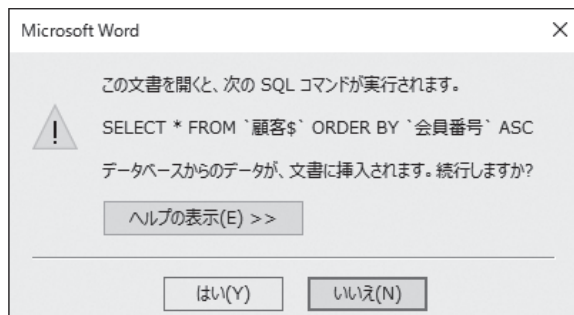 Microsoft Word
この文書を開くと、次の SQL コマンドが実行されます。
SELECT * FROM `顧客$` ORDER BY `会員番号` ASC
データベースからのデータが、文書に挿入されます。続行しますか?
ヘルプの表示(E) >>
はい(Y)
いいえ(N)